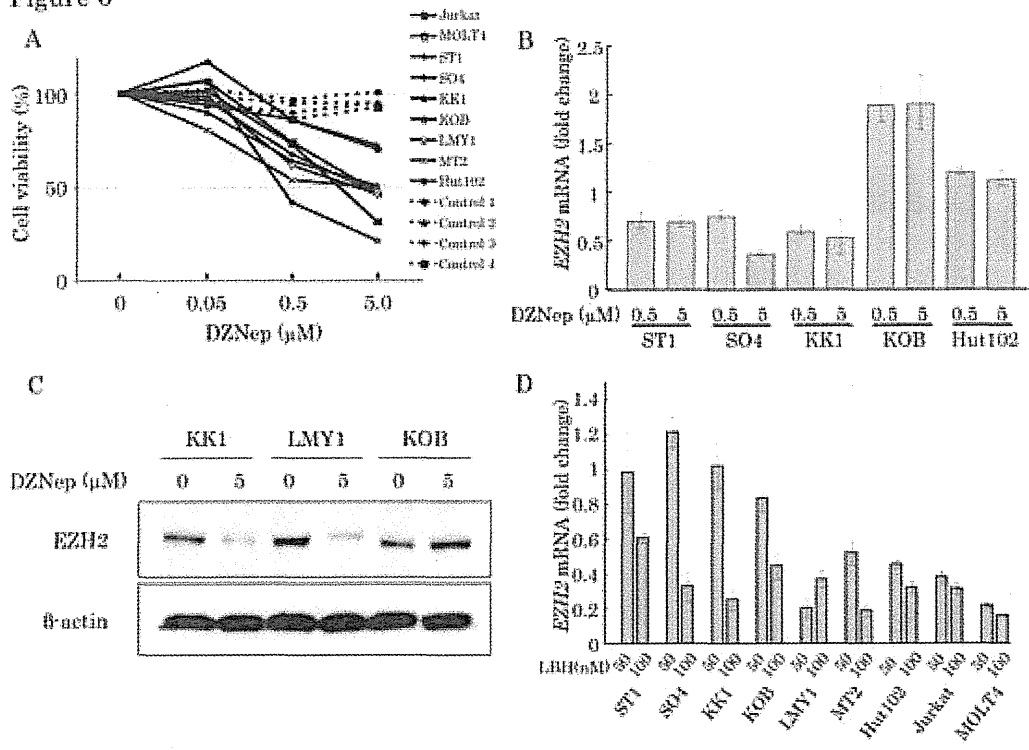 Figure 6
A
Cell viability (%)
100
50
0
0 0.05 0.5 5.0
DZNep (μM)
Jurkat
MOLT4
ST1
SO4
KK1
KOB
LMY1
MT2
Hut102
Control 1
Control 2
Control 3
Control 4
B
EZH2 mRNA (fold change)
2.5
2
1.5
1
0.5
0
DZNep (μM) 0.5 5 0.5 5 0.5 5 0.5 5 0.5 5
ST1 SO4 KK1 KOB Hut102
C
KK1 LMY1 KOB
DZNep (μM) 0 5 0 5 0 5
EZH2
β-actin
D
EZH2 mRNA (fold change)
1.4
1.2
1
0.8
0.6
0.4
0.2
0
LBH(nM) 50 100 50 100 50 100 50 100 50 100 50 100 50 100 50 100 50 100
ST1 SO4 KK1 KOB LMY1 MT2 Hut102 Jurkat MOLT4